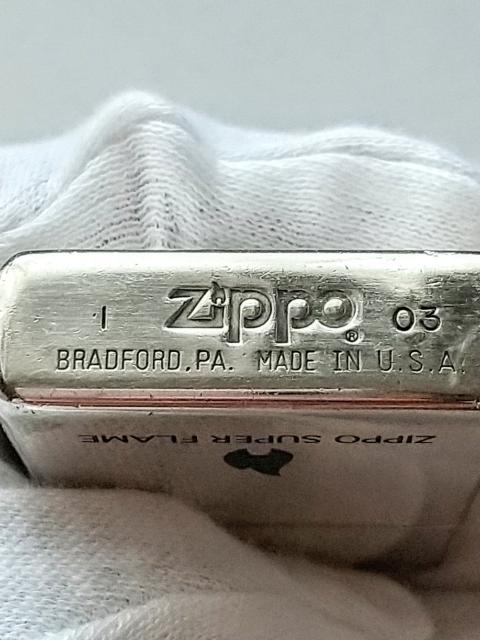 I zippo® 03
BRADFORD,PA. MADE IN U.S.A.
ZIPPO SUPER FLAME